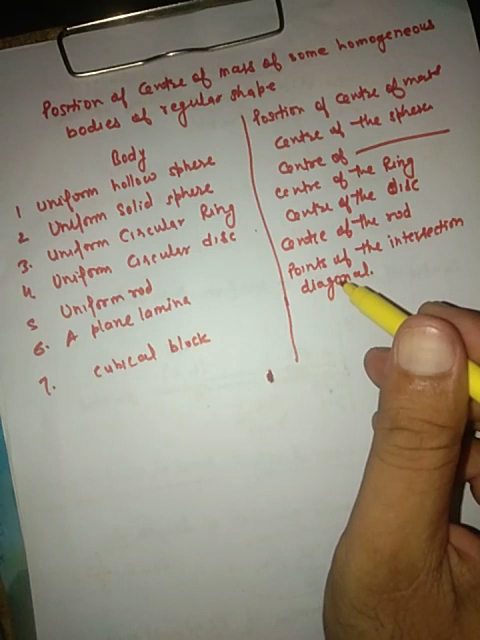 Position of Centre of mass of some homogeneous
bodies of regular shape
Body
1 Uniform hollow sphere
2 Uniform solid sphere
3. Uniform Circular Ring
4 Uniform Circular disc
5 Uniform rod
6. A plane lamina
7. cubical block
Position of centre of mass
Centre of the sphere
Centre of
centre of the Ring
Centre of the disc
Centre of the rod
Points of the intersection
diagonal.